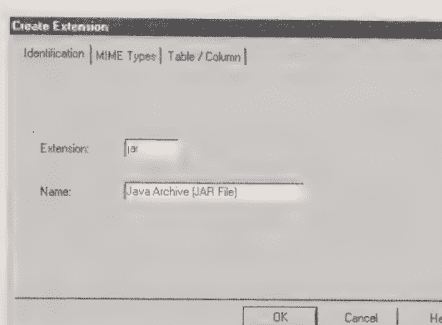 Create Extension
Identification MIME Types Table / Column
Extension: jar
Name: Java Archive (JAR File)
OK Cancel